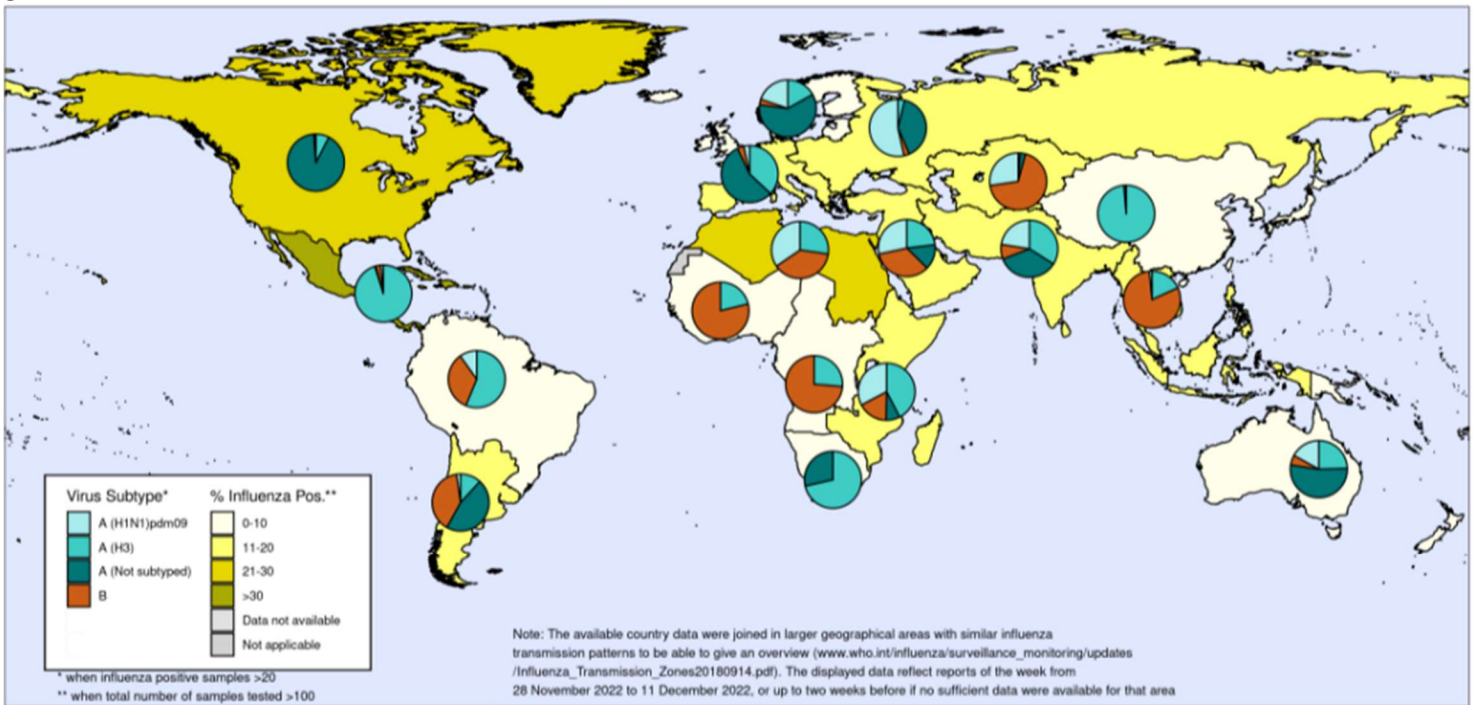 Virus Subtype*
A (H1N1)pdm09
A (H3)
A (Not subtyped)
B
% Influenza Pos.**
0-10
11-20
21-30
>30
Data not available
Not applicable
* when influenza positive samples >20
** when total number of samples tested >100
Note: The available country data were joined in larger geographical areas with similar influenza
transmission patterns to be able to give an overview (www.who.int/influenza/surveillance_monitoring/updates
/Influenza_Transmission_Zones20180914.pdf). The displayed data reflect reports of the week from
28 November 2022 to 11 December 2022, or up to two weeks before if no sufficient data were available for that area